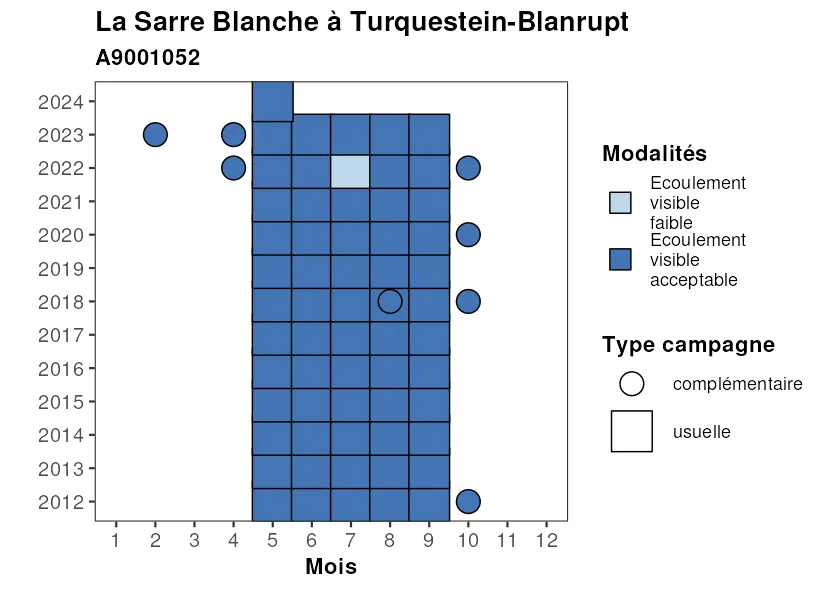 La Sarre Blanche à Turquestein-Blanrupt
A9001052
2024
2023
2022
2021
2020
2019
2018
2017
2016
2015
2014
2013
2012
1 2 3 4 5 6 7 8 9 10 11 12
Mois
Modalités
Ecoulement
visible
faible
Ecoulement
visible
acceptable
Type campagne
complémentaire
usuelle